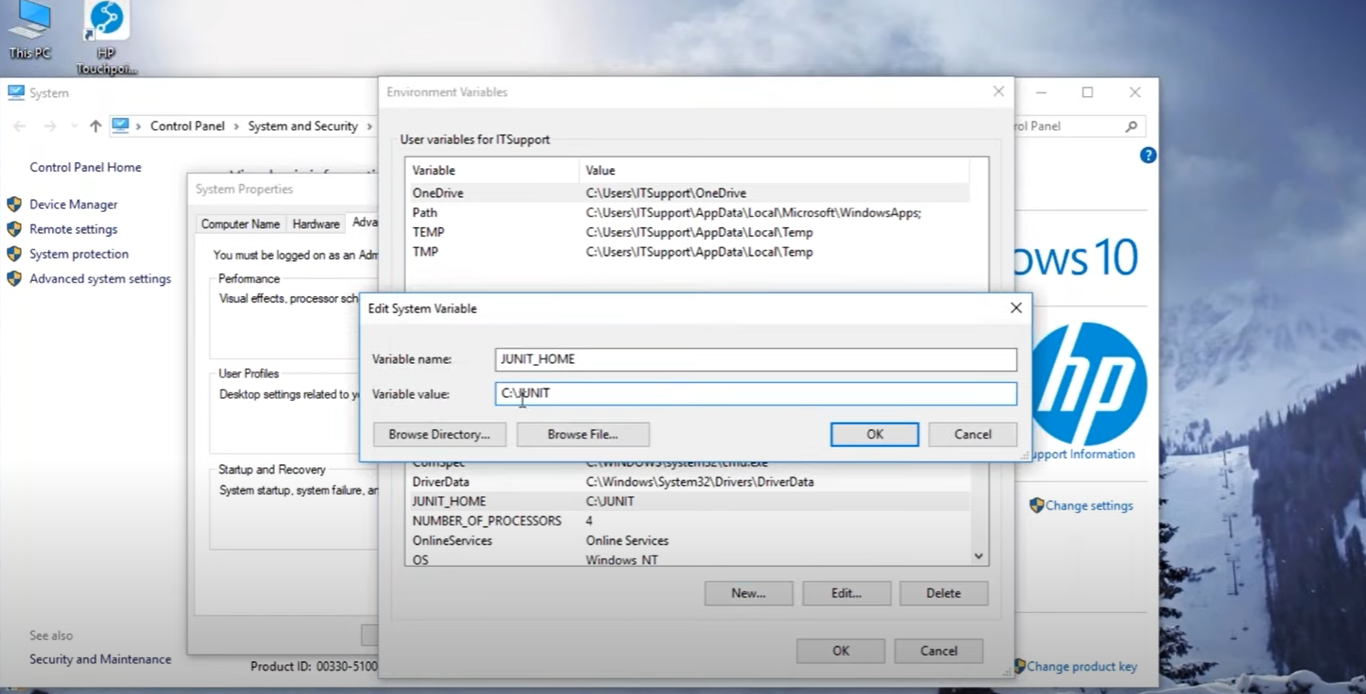 This PC
HP
Touchpoi...
System
Control Panel > System and Security >
rol Panel
Control Panel Home
Device Manager
Remote settings
System protection
Advanced system settings
See also
Security and Maintenance
System Properties
Computer Name Hardware Adva
You must be logged on as an Adm
Performance
Visual effects, processor sch
User Profiles
Desktop settings related to y
Startup and Recovery
System startup, system failure, an
Product ID: 00330-5100
Environment Variables
User variables for ITSupport
Variable Value
OneDrive C:\Users\ITSupport\OneDrive
Path C:\Users\ITSupport\AppData\Local\Microsoft\WindowsApps;
TEMP C:\Users\ITSupport\AppData\Local\Temp
TMP C:\Users\ITSupport\AppData\Local\Temp
Edit System Variable
Variable name: JUNIT_HOME
Variable value: C:\JUNIT
Browse Directory... Browse File... OK Cancel
ComSpec C:\WINDOWS\system32\cmd.exe
DriverData C:\Windows\System32\Drivers\DriverData
JUNIT_HOME C:\JUNIT
NUMBER_OF_PROCESSORS 4
OnlineServices Online Services
OS Windows_NT
New... Edit... Delete
OK Cancel
ows 10
hp
upport Information
Change settings
Change product key